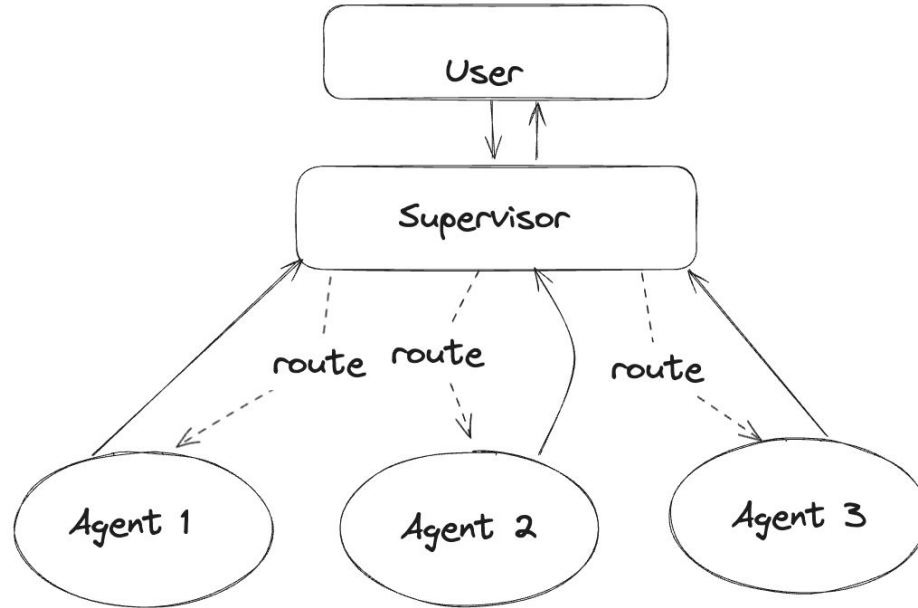 User
Supervisor
route
route
route
Agent 1
Agent 2
Agent 3